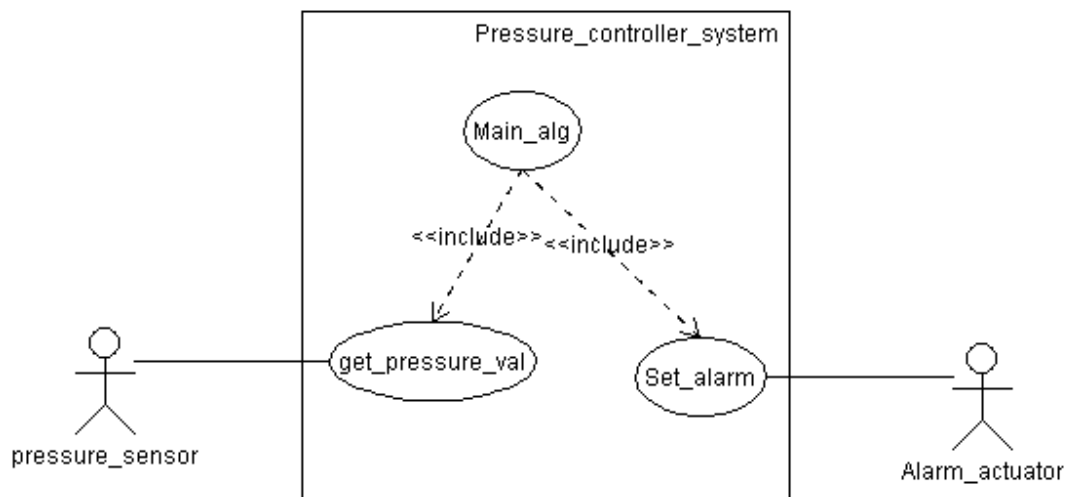 Pressure_controller_system
Main_alg
<<include>>
<<include>>
get_pressure_val
Set_alarm
pressure_sensor
Alarm_actuator